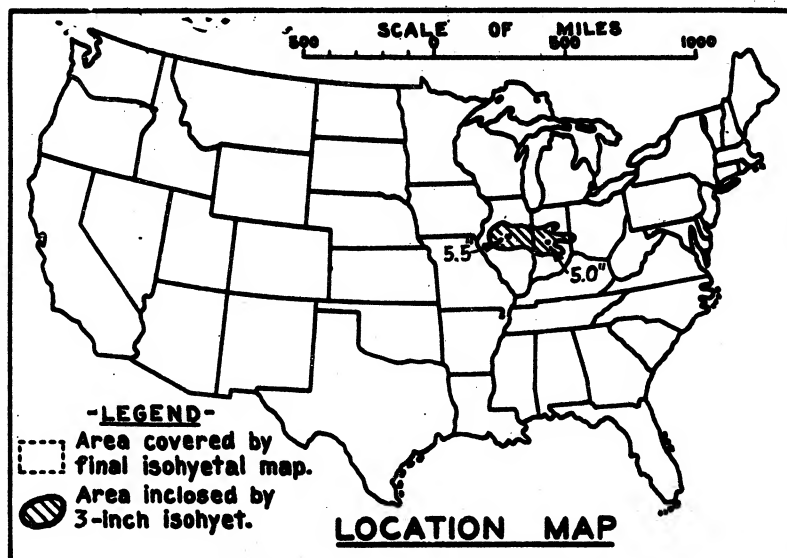 SCALE OF MILES
500 0 500 1000
5.5"
5.0"
-LEGEND-
Area covered by
final isohyetal map.
Area inclosed by
3-inch isohyet.
LOCATION MAP